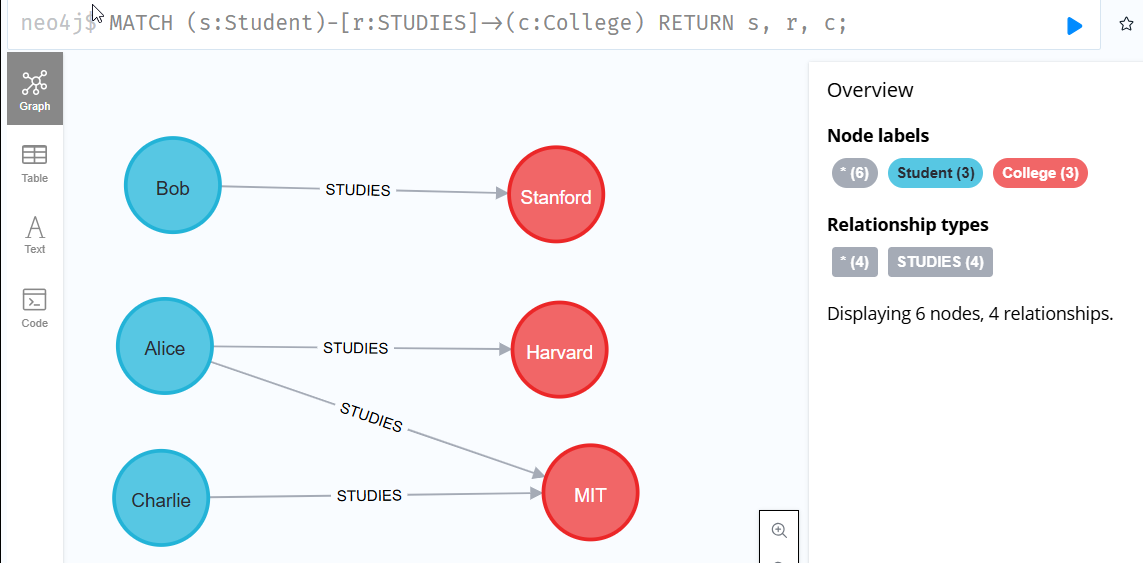 neo4j$ MATCH (s:Student)-[r:STUDIES]→(c:College) RETURN s, r, c;
Graph
Table
Text
Code
Bob
STUDIES
Stanford
Alice
STUDIES
Harvard
STUDIES
Charlie
STUDIES
MIT
Overview
Node labels
* (6) Student (3) College (3)
Relationship types
* (4) STUDIES (4)
Displaying 6 nodes, 4 relationships.